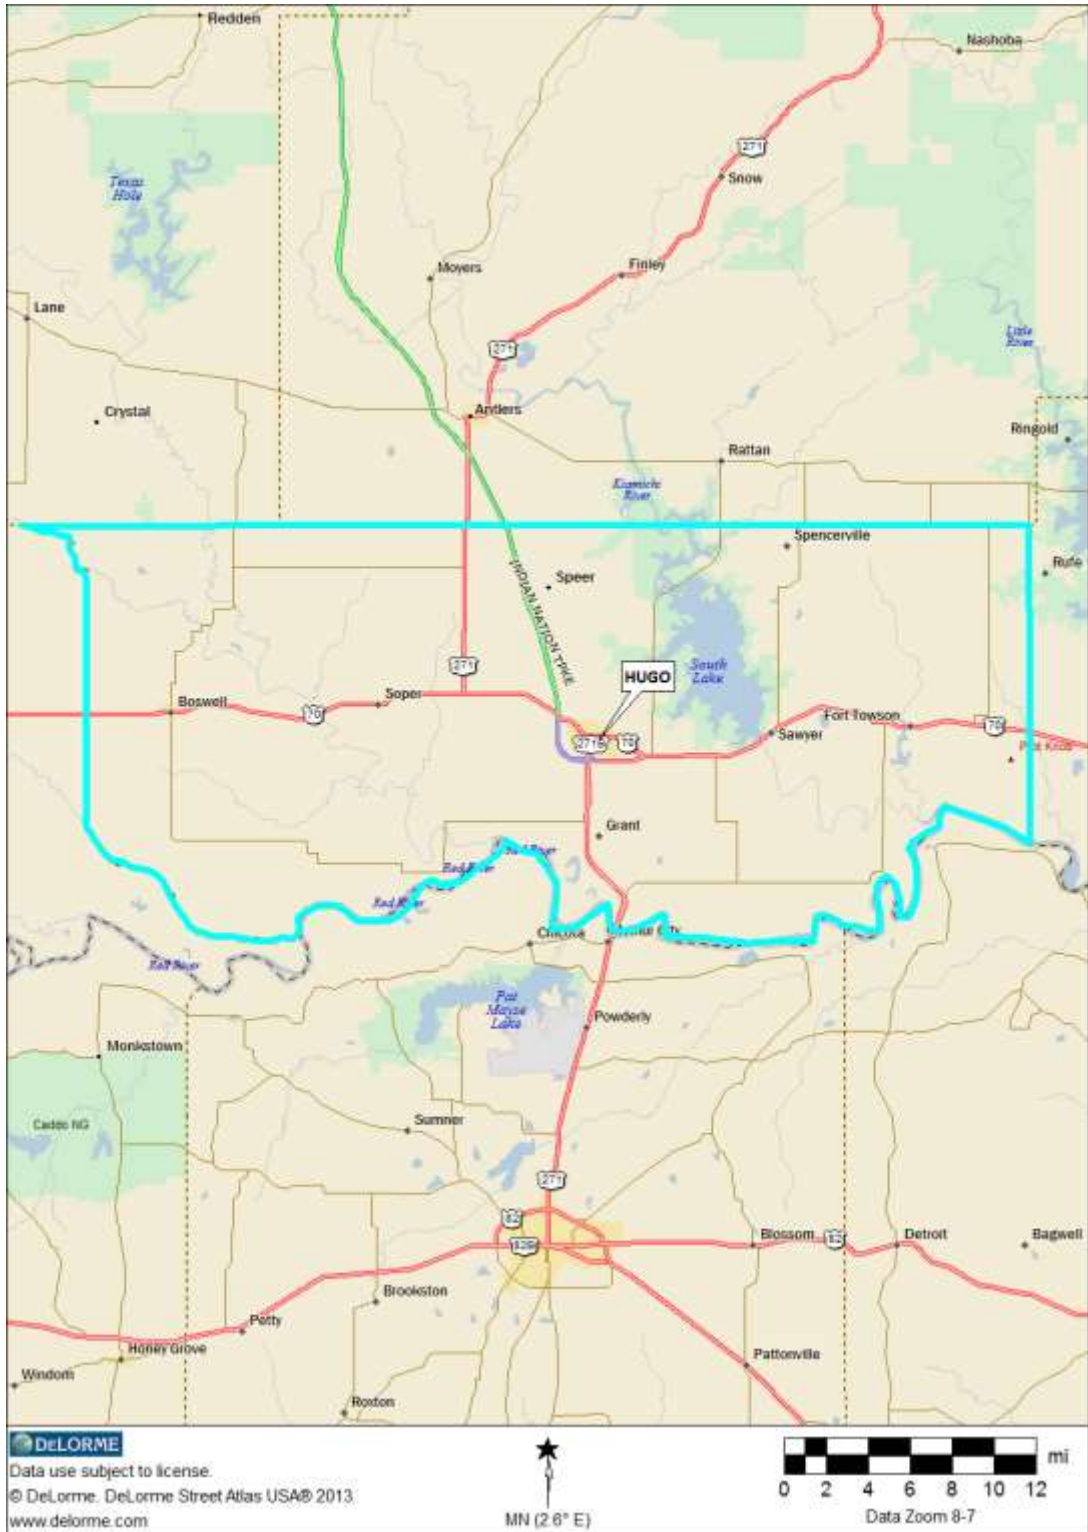 Redden
Nashoba
271
Texas
Hole
Snow
Moyers
Finley
Lane
Little
River
271
Crystal
Antlers
Ringold
Rattan
Kiamichi
River
Spencerville
Rufe
Speer
INDIAN NATION TPKE
271
HUGO
South
Lake
Soper
Boswell
70
Fort Towson
70
271B
70
Sawyer
Grant
Red River
Red River
Red River
Chicota
Red River
Pat
Mayse
Lake
Powderly
Monkstown
Caddo NG
Sumner
271
82
82B
Blossom
82
Detroit
Bagwell
Brookston
Petty
Honey Grove
Pattonville
Windom
Roxton
DELORME
Data use subject to license.
© DeLorme. DeLorme Street Atlas USA® 2013.
www.delorme.com
MN (2.6° E)
mi
0 2 4 6 8 10 12
Data Zoom 8-7